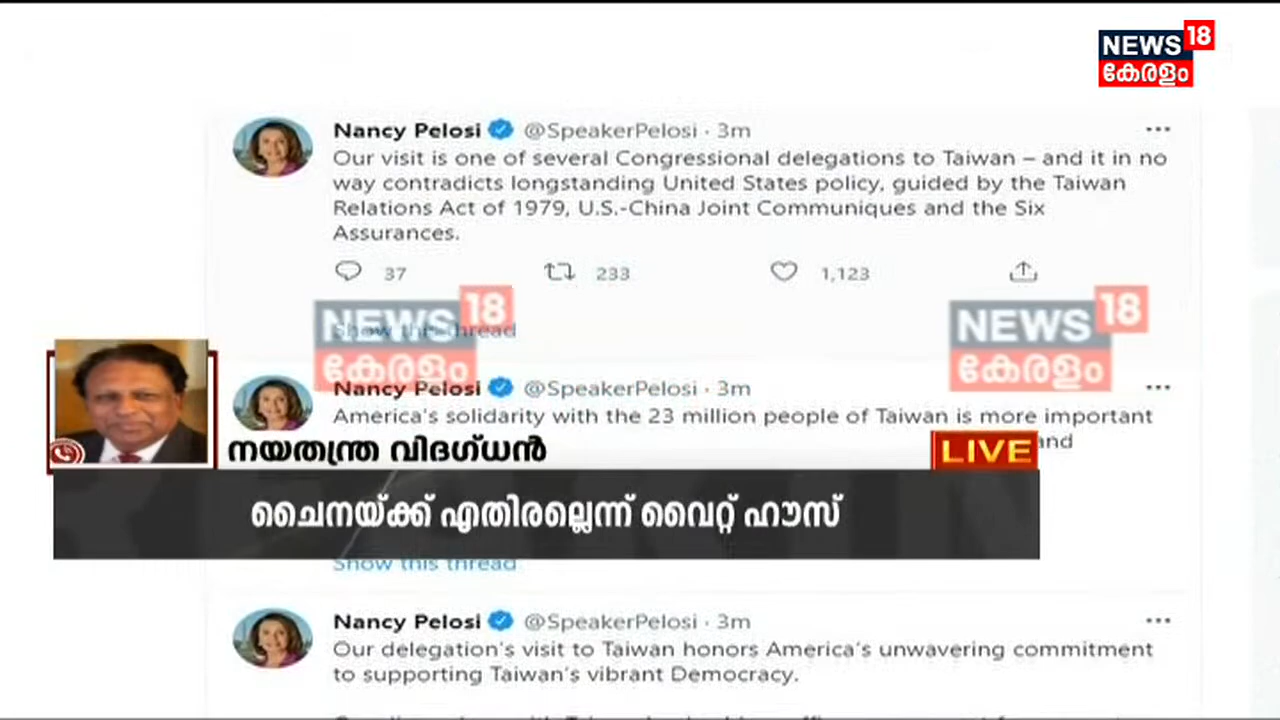 NEWS 18
കേരളം
Nancy Pelosi @SpeakerPelosi · 3m
Our visit is one of several Congressional delegations to Taiwan – and it in no
way contradicts longstanding United States policy, guided by the Taiwan
Relations Act of 1979, U.S.-China Joint Communiques and the Six
Assurances.
37 233 1,123
Show this thread
NEWS 18
കേരളം
NEWS 18
കേരളം
Nancy Pelosi @SpeakerPelosi · 3m
America's solidarity with the 23 million people of Taiwan is more important
and
നയതന്ത്ര വിദഗ്ധൻ
LIVE
ചൈനയ്ക്ക് എതിരല്ലെന്ന് വൈറ്റ് ഹൗസ്
Show this thread
Nancy Pelosi @SpeakerPelosi · 3m
Our delegation's visit to Taiwan honors America's unwavering commitment
to supporting Taiwan's vibrant Democracy.